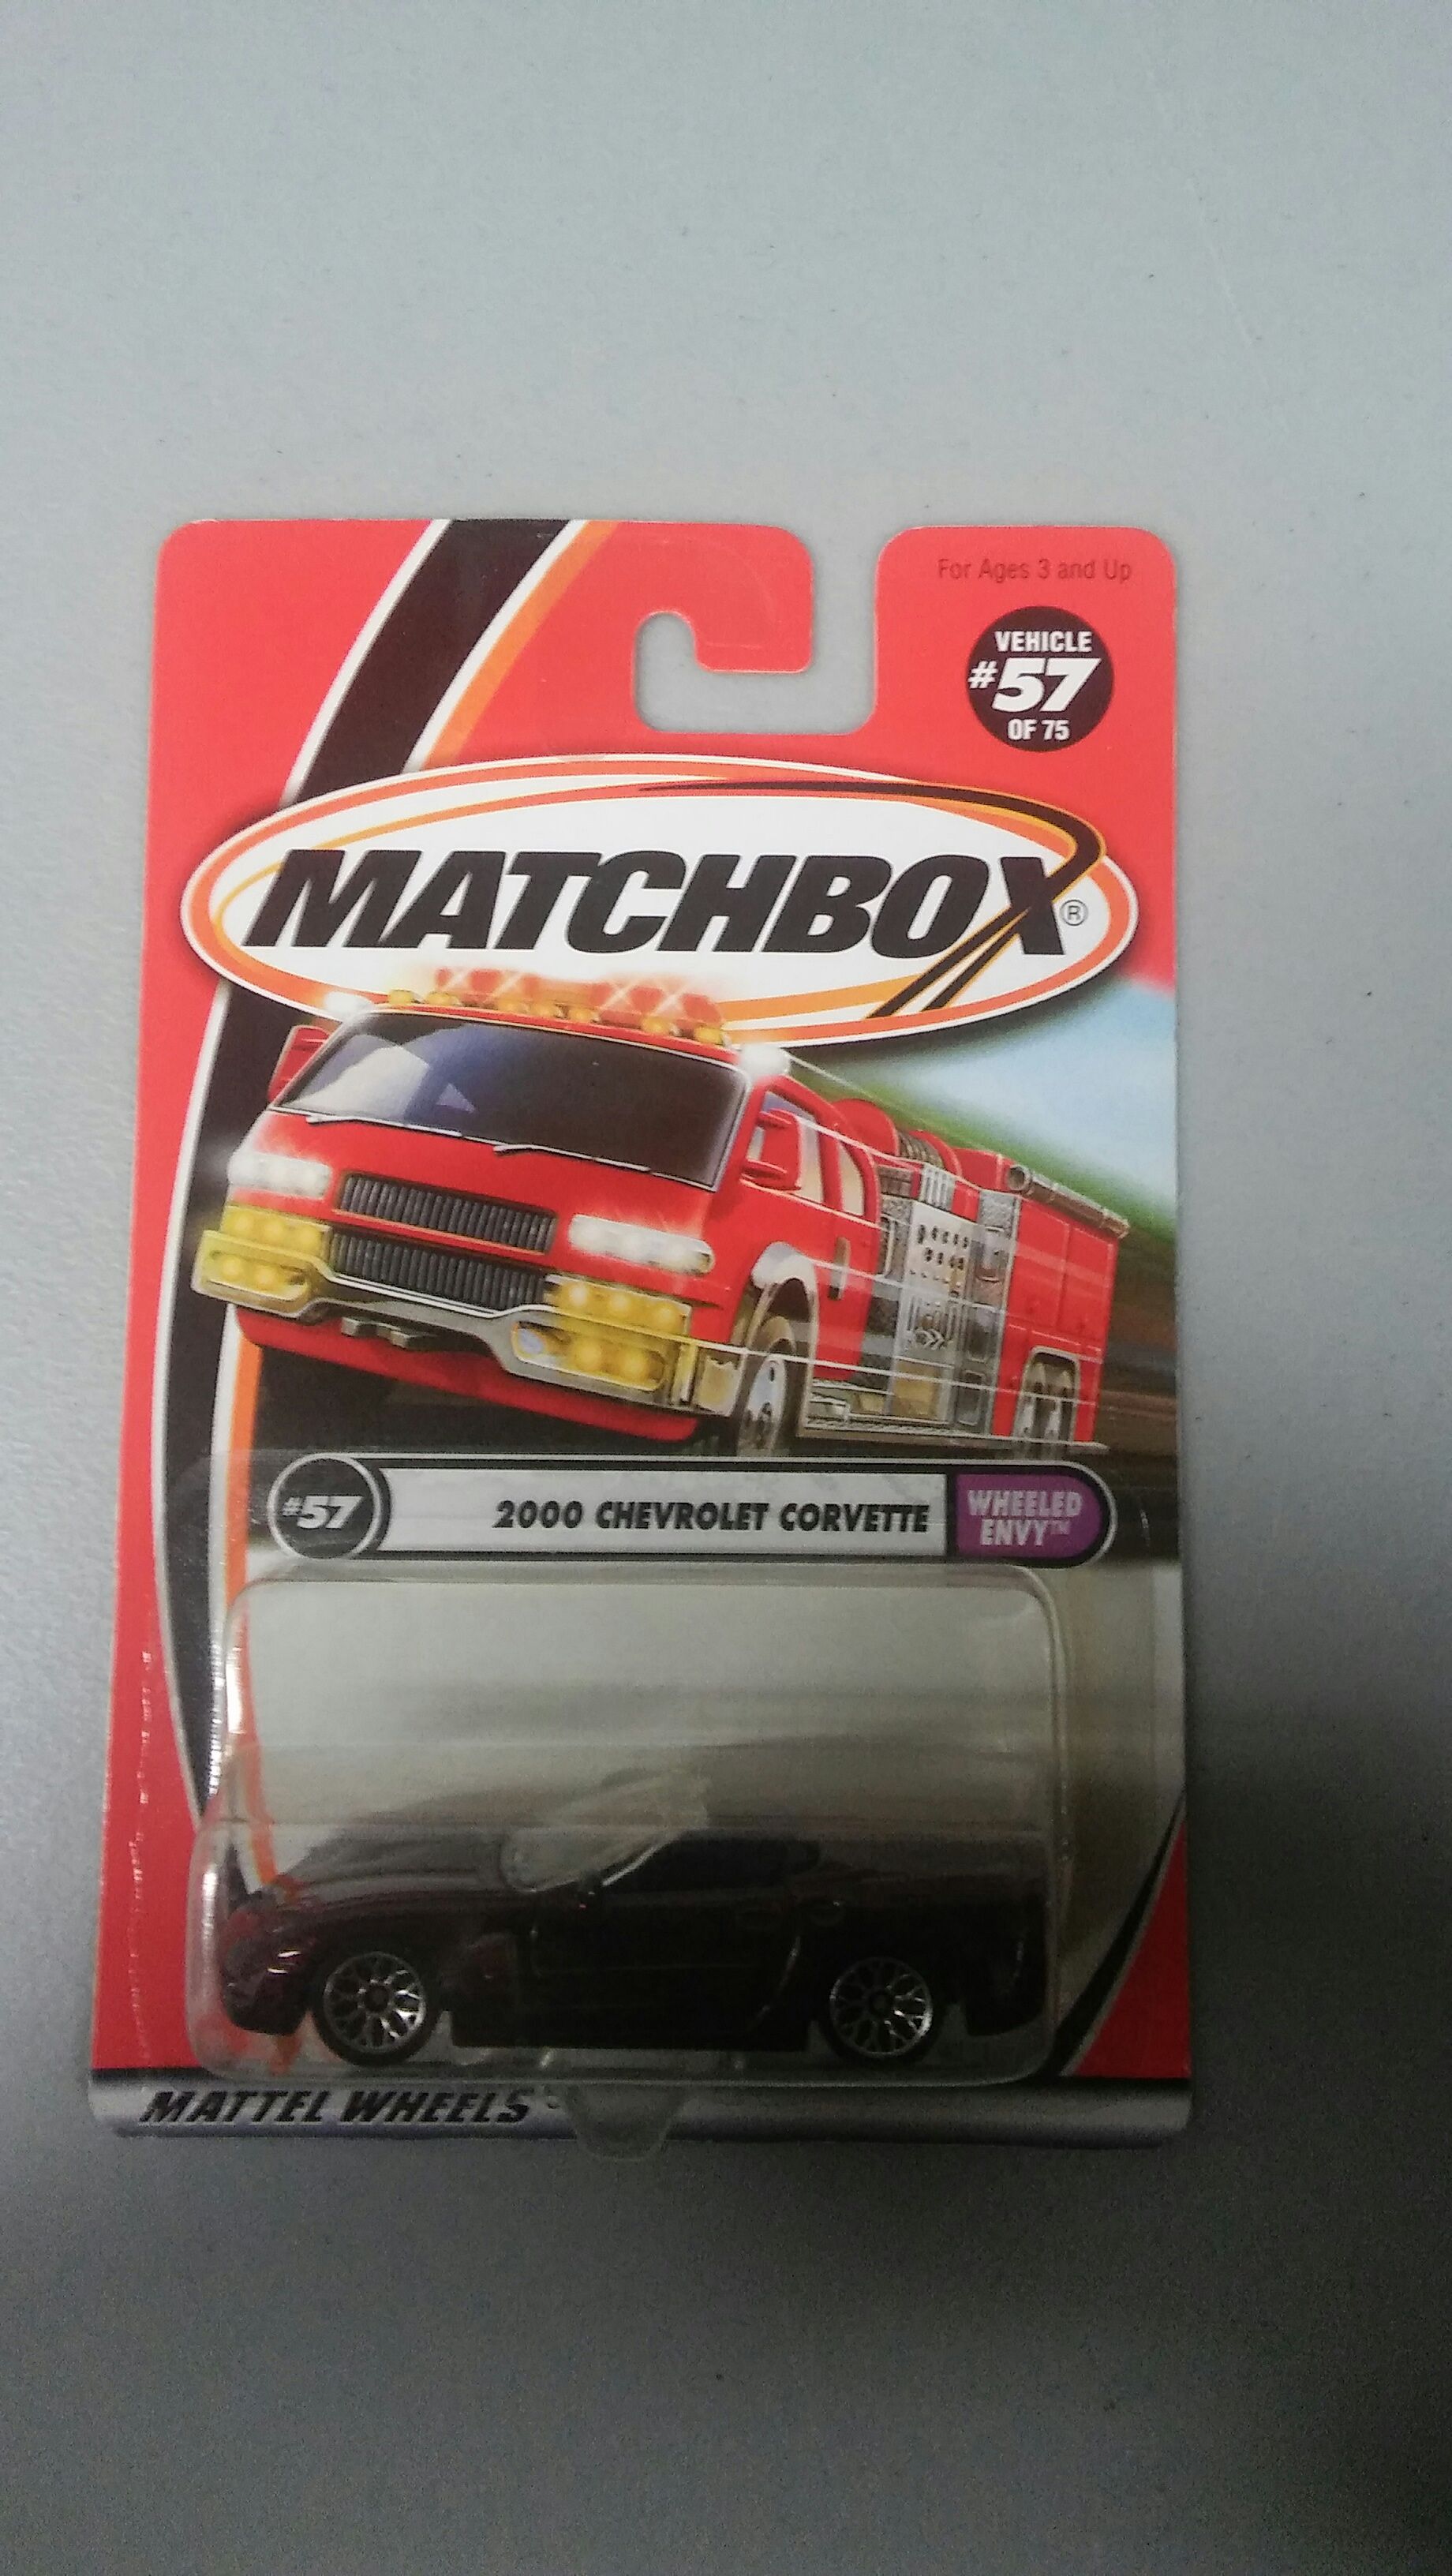 For Ages 3 and Up
VEHICLE
#57
OF 75
MATCHBOX®
#57
2000 CHEVROLET CORVETTE
WHEELED
ENVY™
MATTEL WHEELS